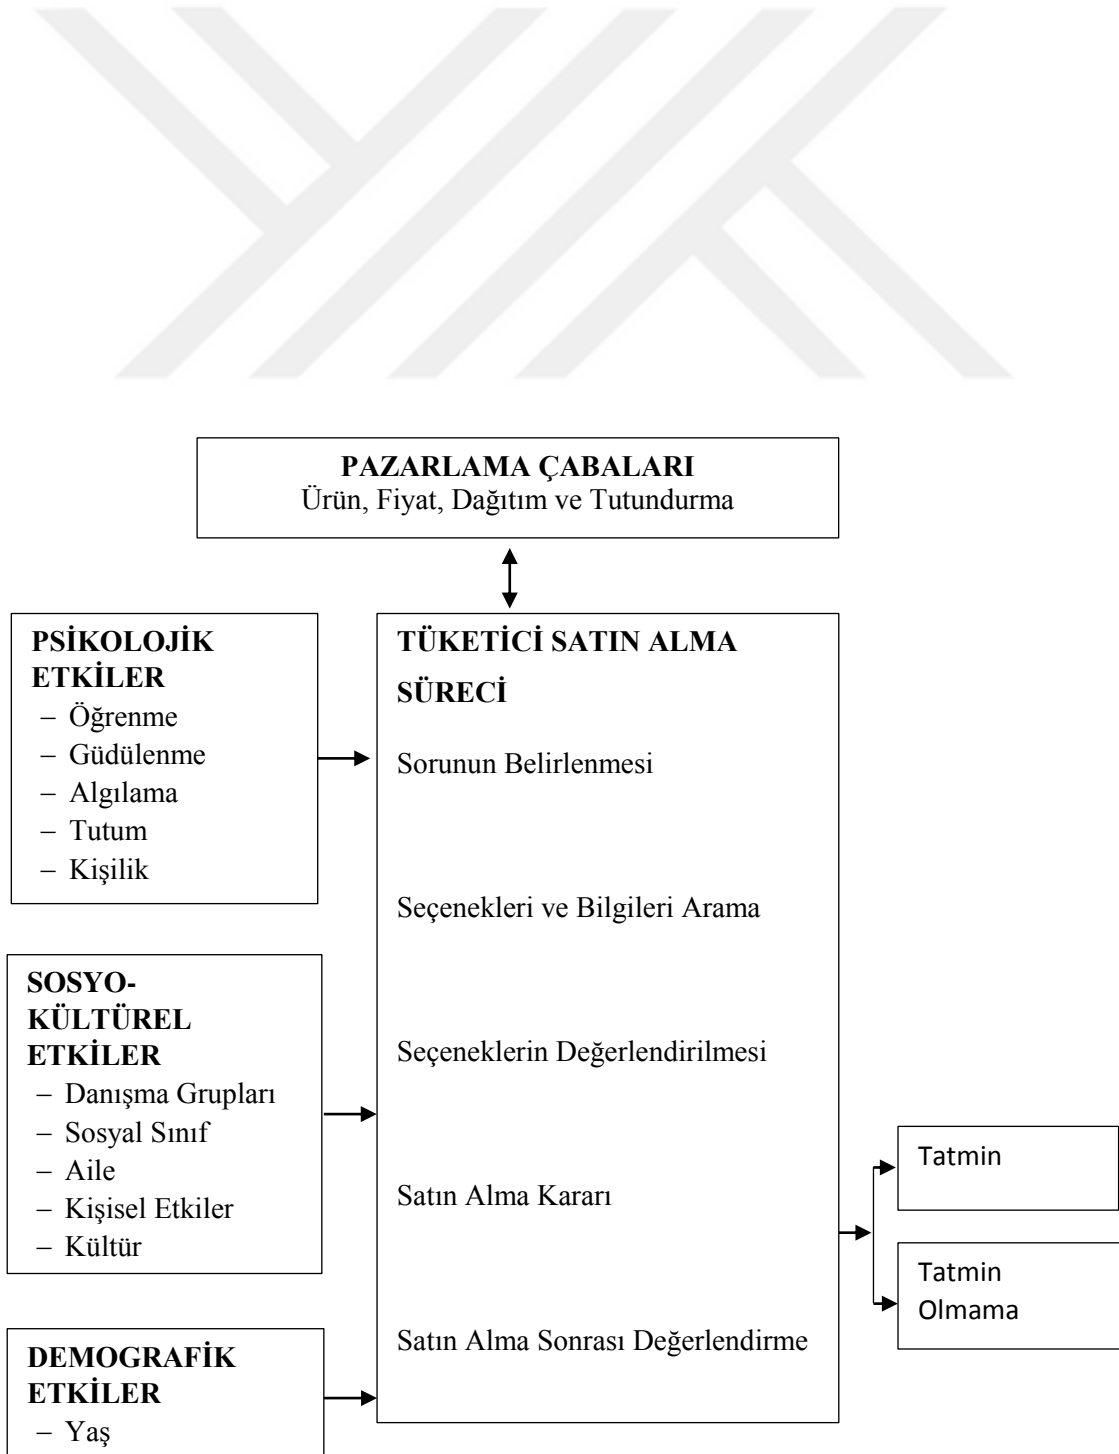 PAZARLAMA ÇABALARI
Ürün, Fiyat, Dağıtım ve Tutundurma
PSİKOLOJİK
ETKİLER
– Öğrenme
– Güdülenme
– Algılama
– Tutum
– Kişilik
SOSYO-
KÜLTÜREL
ETKİLER
– Danışma Grupları
– Sosyal Sınıf
– Aile
– Kişisel Etkiler
– Kültür
DEMOGRAFİK
ETKİLER
– Yaş
TÜKETİCİ SATIN ALMA
SÜRECİ
Sorunun Belirlenmesi
Seçenekleri ve Bilgileri Arama
Seçeneklerin Değerlendirilmesi
Satın Alma Kararı
Satın Alma Sonrası Değerlendirme
Tatmin
Tatmin
Olmama